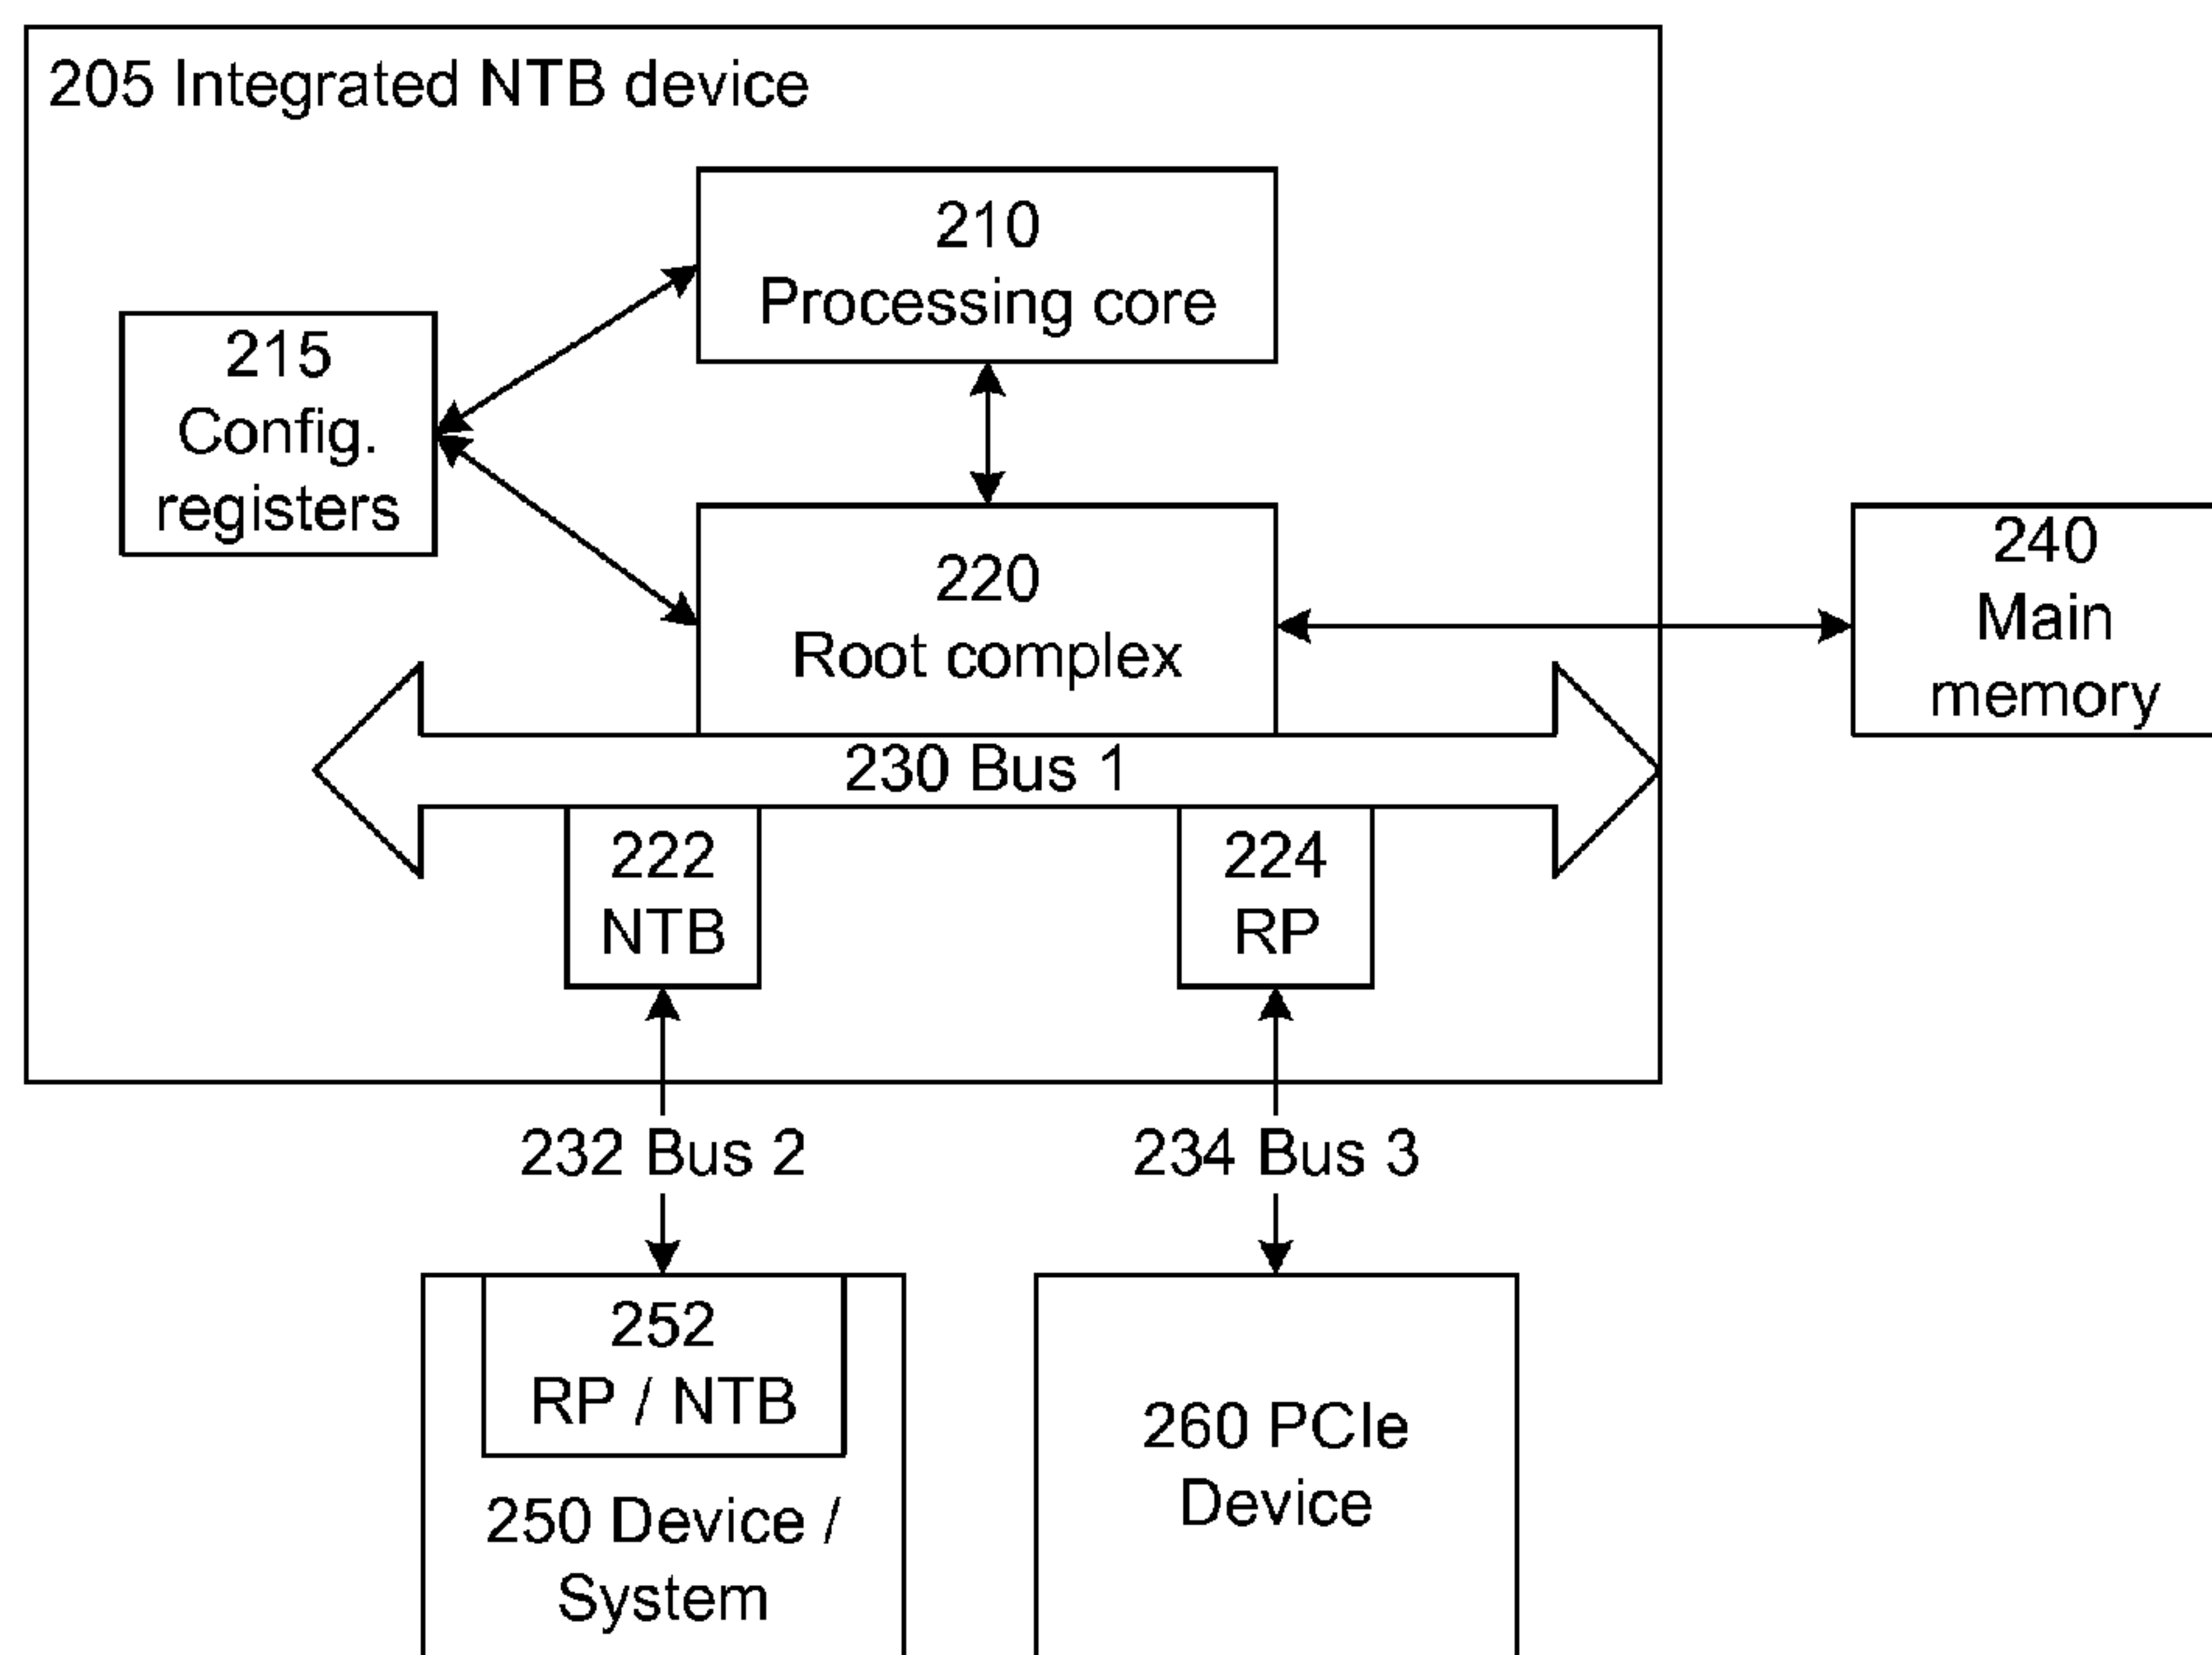 205 Integrated NTB device
210
Processing core
215
Config.
registers
220
Root complex
240
Main
memory
230 Bus 1
222
NTB
224
RP
232 Bus 2
234 Bus 3
252
RP / NTB
250 Device /
System
260 PCIe
Device